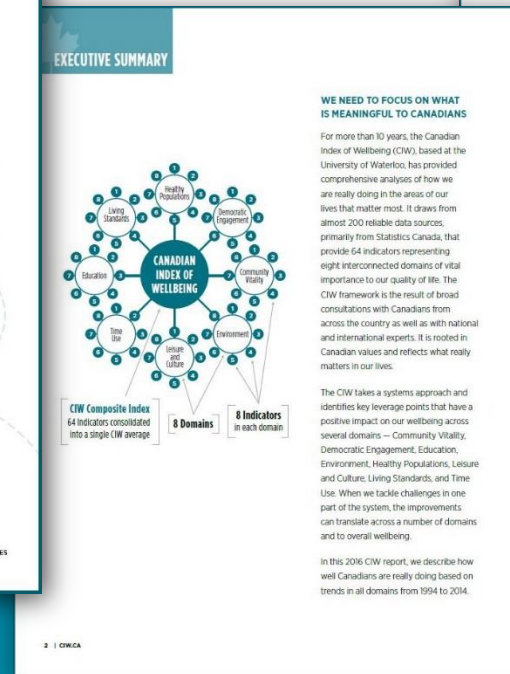 EXECUTIVE SUMMARY
CANADIAN
INDEX OF
WELLBEING
Healthy
Populations
Democratic
Engagement
Community
Vitality
Environment
Leisure
and
Culture
Time
Use
Education
Living
Standards
CIW Composite Index
64 Indicators consolidated
into a single CIW average
8 Domains
8 Indicators
in each domain
WE NEED TO FOCUS ON WHAT
IS MEANINGFUL TO CANADIANS
For more than 10 years, the Canadian
Index of Wellbeing (CIW), based at the
University of Waterloo, has provided
comprehensive analyses of how we
are really doing in the areas of our
lives that matter most. It draws from
almost 200 reliable data sources,
primarily from Statistics Canada, that
provide 64 indicators representing
eight interconnected domains of vital
importance to our quality of life. The
CIW framework is the result of broad
consultations with Canadians from
across the country as well as with national
and international experts. It is rooted in
Canadian values and reflects what really
matters in our lives.
The CIW takes a systems approach and
identifies key leverage points that have a
positive impact on our wellbeing across
several domains — Community Vitality,
Democratic Engagement, Education,
Environment, Healthy Populations, Leisure
and Culture, Living Standards, and Time
Use. When we tackle challenges in one
part of the system, the improvements
can translate across a number of domains
and to overall wellbeing.
In this 2016 CIW report, we describe how
well Canadians are really doing based on
trends in all domains from 1994 to 2014.
ES
2 | CIW.CA